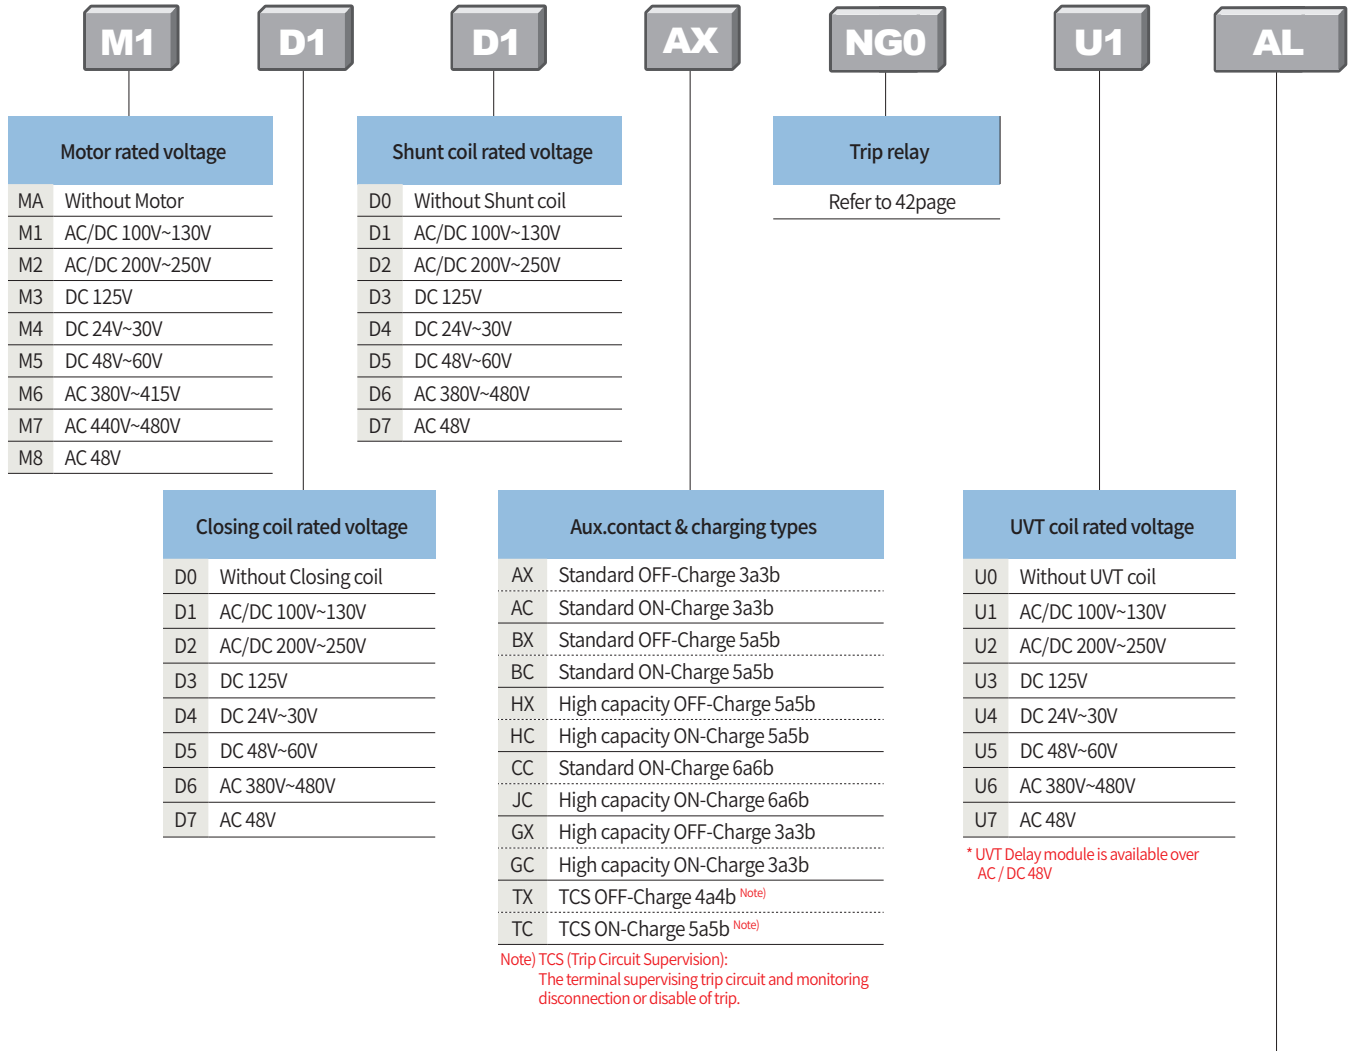 M1 D1 D1 AX NG0 U1 AL
Motor rated voltage
MA Without Motor
M1 AC/DC 100V~130V
M2 AC/DC 200V~250V
M3 DC 125V
M4 DC 24V~30V
M5 DC 48V~60V
M6 AC 380V~415V
M7 AC 440V~480V
M8 AC 48V
Shunt coil rated voltage
D0 Without Shunt coil
D1 AC/DC 100V~130V
D2 AC/DC 200V~250V
D3 DC 125V
D4 DC 24V~30V
D5 DC 48V~60V
D6 AC 380V~480V
D7 AC 48V
Trip relay
Refer to 42page
Closing coil rated voltage
D0 Without Closing coil
D1 AC/DC 100V~130V
D2 AC/DC 200V~250V
D3 DC 125V
D4 DC 24V~30V
D5 DC 48V~60V
D6 AC 380V~480V
D7 AC 48V
Aux.contact & charging types
AX Standard OFF-Charge 3a3b
AC Standard ON-Charge 3a3b
BX Standard OFF-Charge 5a5b
BC Standard ON-Charge 5a5b
HX High capacity OFF-Charge 5a5b
HC High capacity ON-Charge 5a5b
CC Standard ON-Charge 6a6b
JC High capacity ON-Charge 6a6b
GX High capacity OFF-Charge 3a3b
GC High capacity ON-Charge 3a3b
TX TCS OFF-Charge 4a4b Note)
TC TCS ON-Charge 5a5b Note)
Note) TCS (Trip Circuit Supervision):
The terminal supervising trip circuit and monitoring
disconnection or disable of trip.
UVT coil rated voltage
U0 Without UVT coil
U1 AC/DC 100V~130V
U2 AC/DC 200V~250V
U3 DC 125V
U4 DC 24V~30V
U5 DC 48V~60V
U6 AC 380V~480V
U7 AC 48V
* UVT Delay module is available over
AC / DC 48V